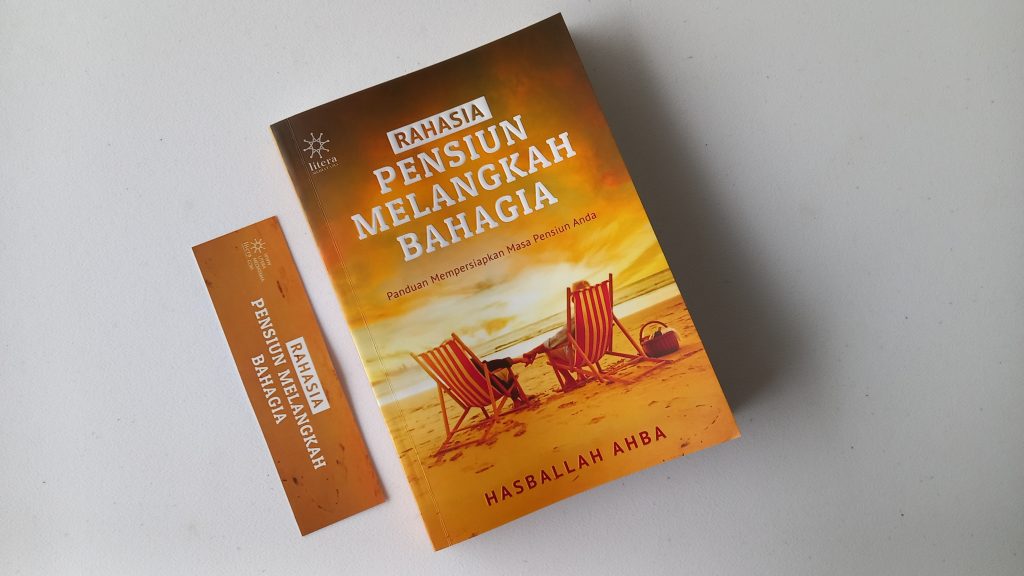 litera
RAHASIA
PENSIUN
MELANGKAH
BAHAGIA
Panduan Mempersiapkan Masa Pensiun Anda
HASBALLAH AHBA
RAHASIA
PENSIUN MELANGKAH
BAHAGIA